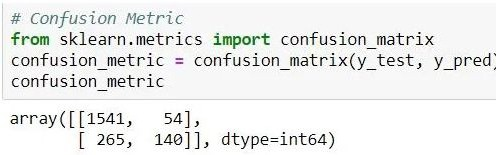 # Confusion Metric
from sklearn.metrics import confusion_matrix
confusion_metric = confusion_matrix(y_test, y_pred)
confusion_metric
array([[1541,   54],
       [ 265,  140]], dtype=int64)